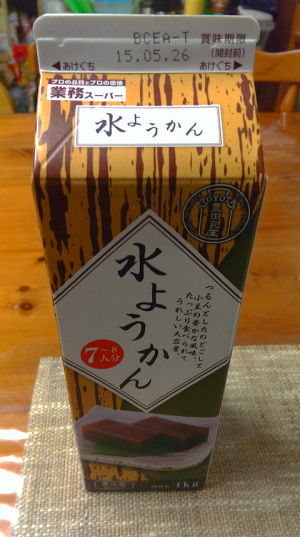 BCEA-T 賞味期限
15.05.26 (開封前)
◀あけぐち
あけぐち▶
プロの品質とプロの価格
業務スーパー
水ようかん
TOYOTA
豊田乳業
水ようかん
つるんとしたのどごしと
小豆の豊かな風味。
たっぷり食べられて
うれしい大容量。
7〜8
人分
1kg